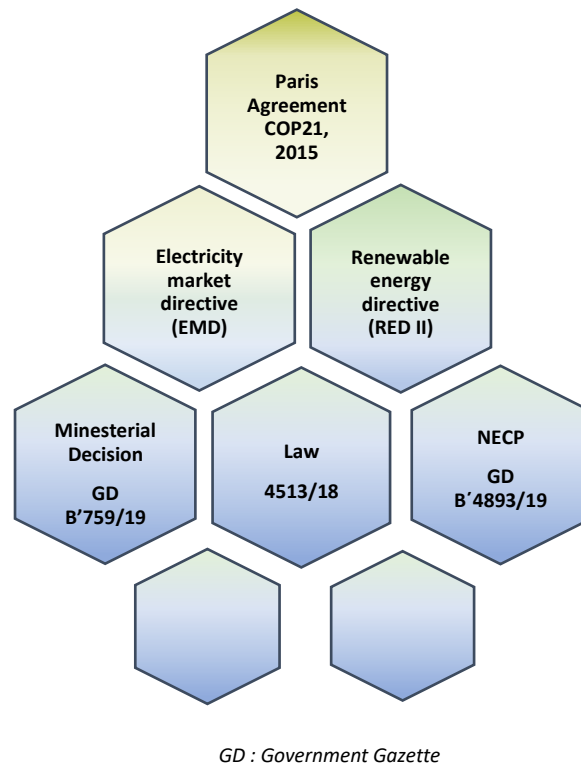 Paris
Agreement
COP21,
2015
Electricity
market
directive
(EMD)
Renewable
energy
directive
(RED II)
Minesterial
Decision
GD
B’759/19
Law
4513/18
NECP
GD
B΄4893/19
GD : Government Gazette